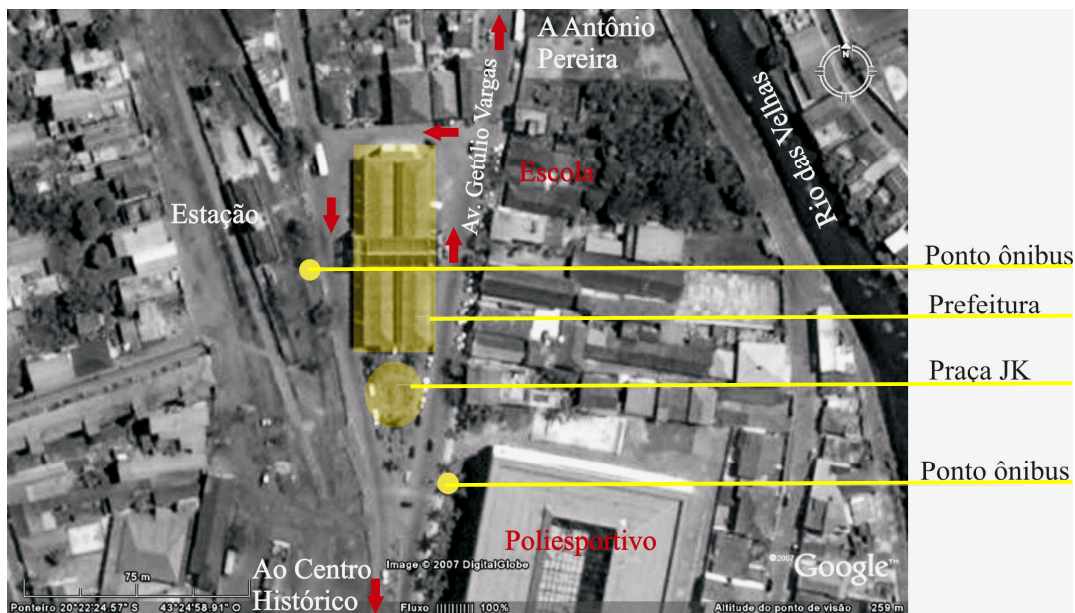 A Antônio
Pereira
N
Av. Getúlio Vargas
Rio das Velhas
Escola
Estação
Ponto ônibus
Prefeitura
Praça JK
Ponto ônibus
Poliesportivo
Image © 2007 DigitalGlobe
©2007 Google™
75 m
Ao Centro
Histórico
Ponteiro 20°22'24.57" S 43°24'58.91" O
Fluxo |||||||||| 100%
Altitude do ponto de visão 259 m